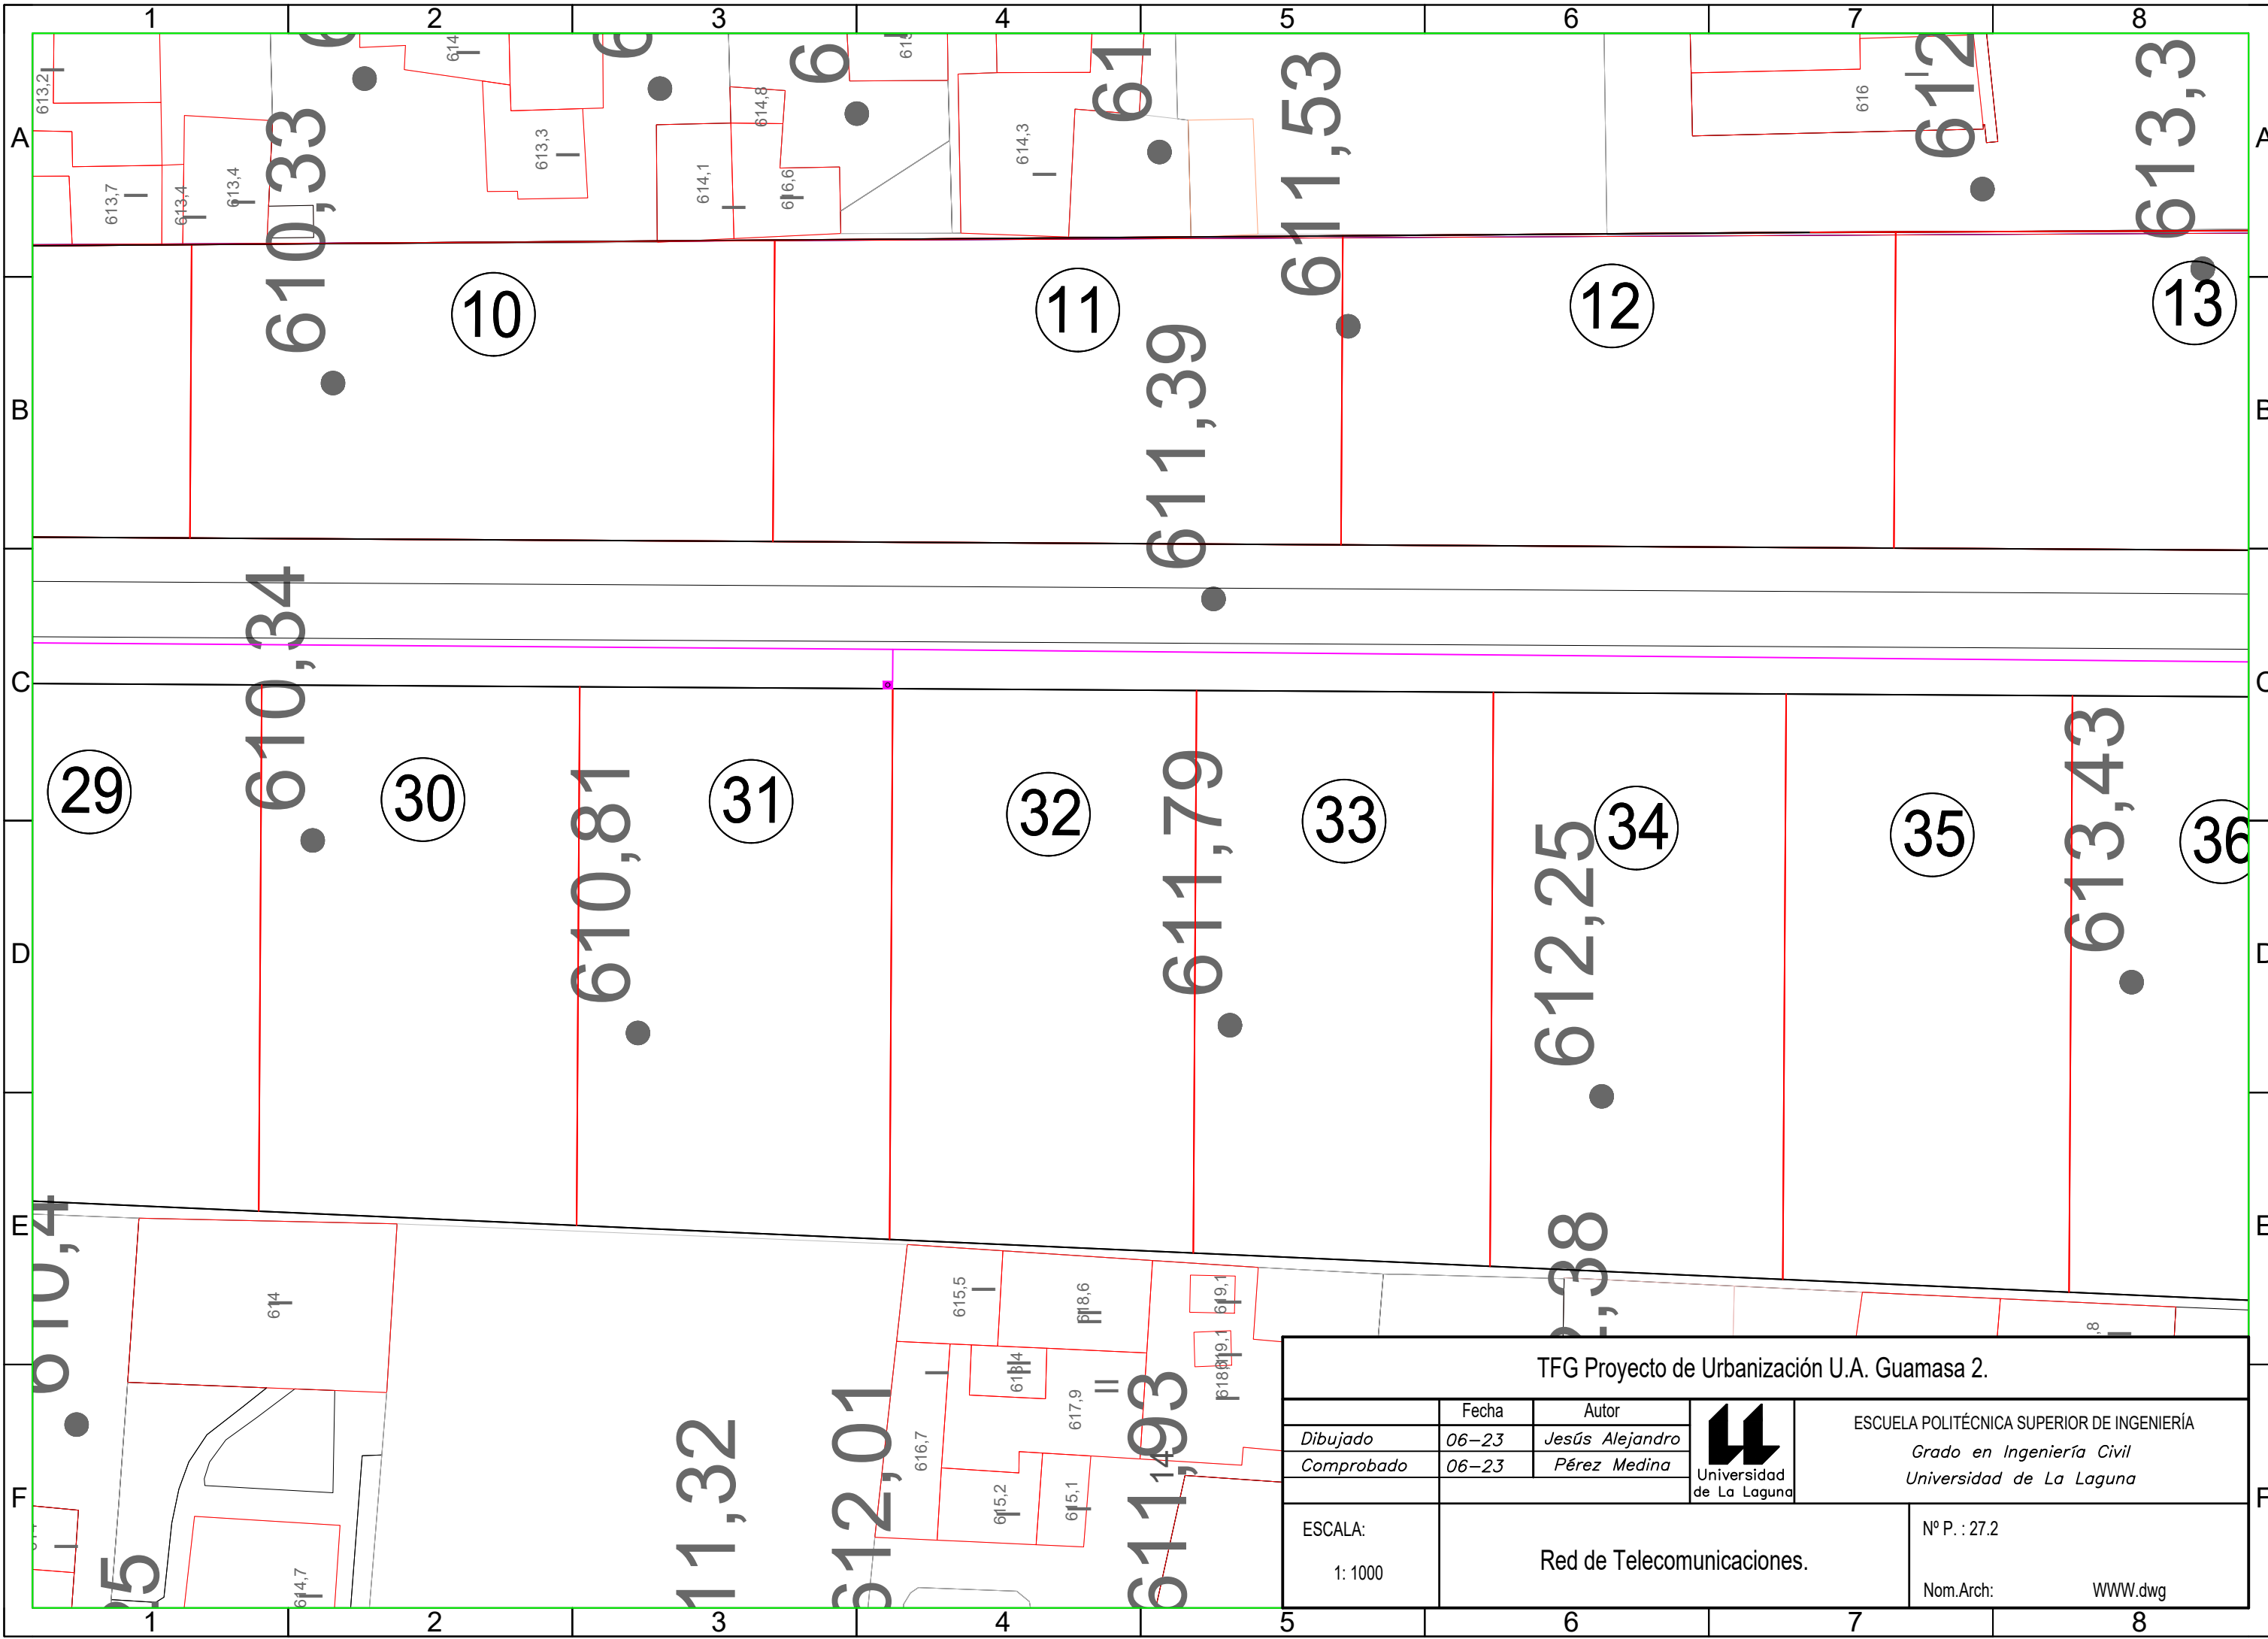 1 2 3 4 5 6 7 8
A
B
C
D
E
F
613,2
614
613,7
613,4
613,4
613,3
614,1
614,8
616,6
614,3
616
610,33
61
611,53
612
613,3
10
11
12
13
611,39
610,34
29
30
31
32
33
34
35
36
610,81
611,79
612,25
613,43
610,4
614
614,7
11,32
612,01
611,93
14
615,5
618,6
619,1
617,9
616,7
615,2
615,1
TFG Proyecto de Urbanización U.A. Guamasa 2.
Fecha Autor
Dibujado 06-23 Jesús Alejandro
Comprobado 06-23 Pérez Medina
Universidad
de La Laguna
ESCUELA POLITÉCNICA SUPERIOR DE INGENIERÍA
Grado en Ingeniería Civil
Universidad de La Laguna
ESCALA:
1: 1000
Red de Telecomunicaciones.
Nº P. : 27.2
Nom.Arch: WWW.dwg
1 2 3 4 5 6 7 8